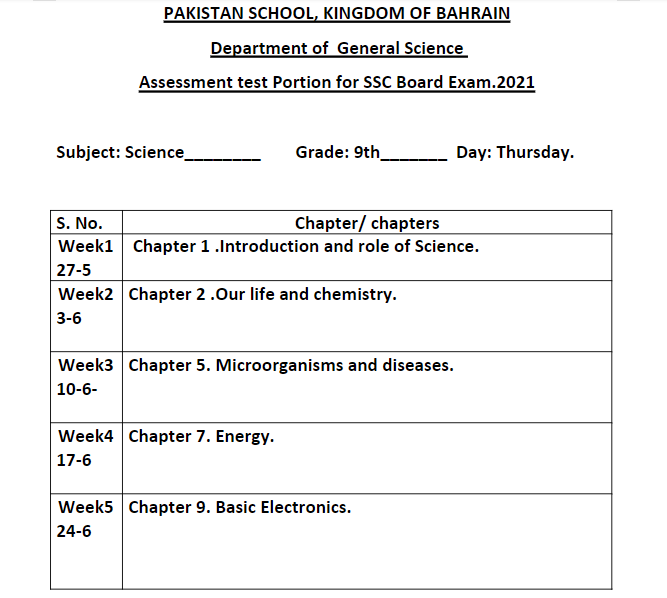 PAKISTAN SCHOOL, KINGDOM OF BAHRAIN
Department of General Science
Assessment test Portion for SSC Board Exam.2021
Subject: Science________ Grade: 9th_______ Day: Thursday.
S. No. Chapter/ chapters
Week1 Chapter 1 .Introduction and role of Science.
27-5
Week2 Chapter 2 .Our life and chemistry.
3-6
Week3 Chapter 5. Microorganisms and diseases.
10-6-
Week4 Chapter 7. Energy.
17-6
Week5 Chapter 9. Basic Electronics.
24-6